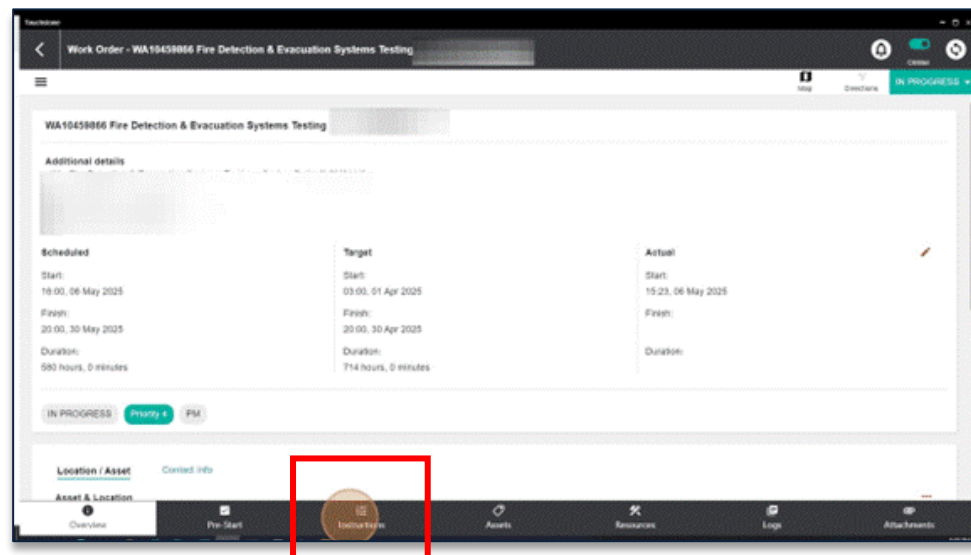 Touchstone
Work Order - WA10459866 Fire Detection & Evacuation Systems Testing
Online
Map
Directions
IN PROGRESS
WA10459866 Fire Detection & Evacuation Systems Testing
Additional details
Scheduled
Target
Actual
Start:
Start:
Start:
16:00, 06 May 2025
03:00, 01 Apr 2025
15:23, 06 May 2025
Finish:
Finish:
Finish:
20:00, 30 May 2025
20:00, 30 Apr 2025
Duration:
Duration:
Duration:
580 hours, 0 minutes
714 hours, 0 minutes
IN PROGRESS
Priority 4
PM
Location / Asset
Contact info
Asset & Location
Overview
Pre-Start
Instructions
Assets
Resources
Logs
Attachments